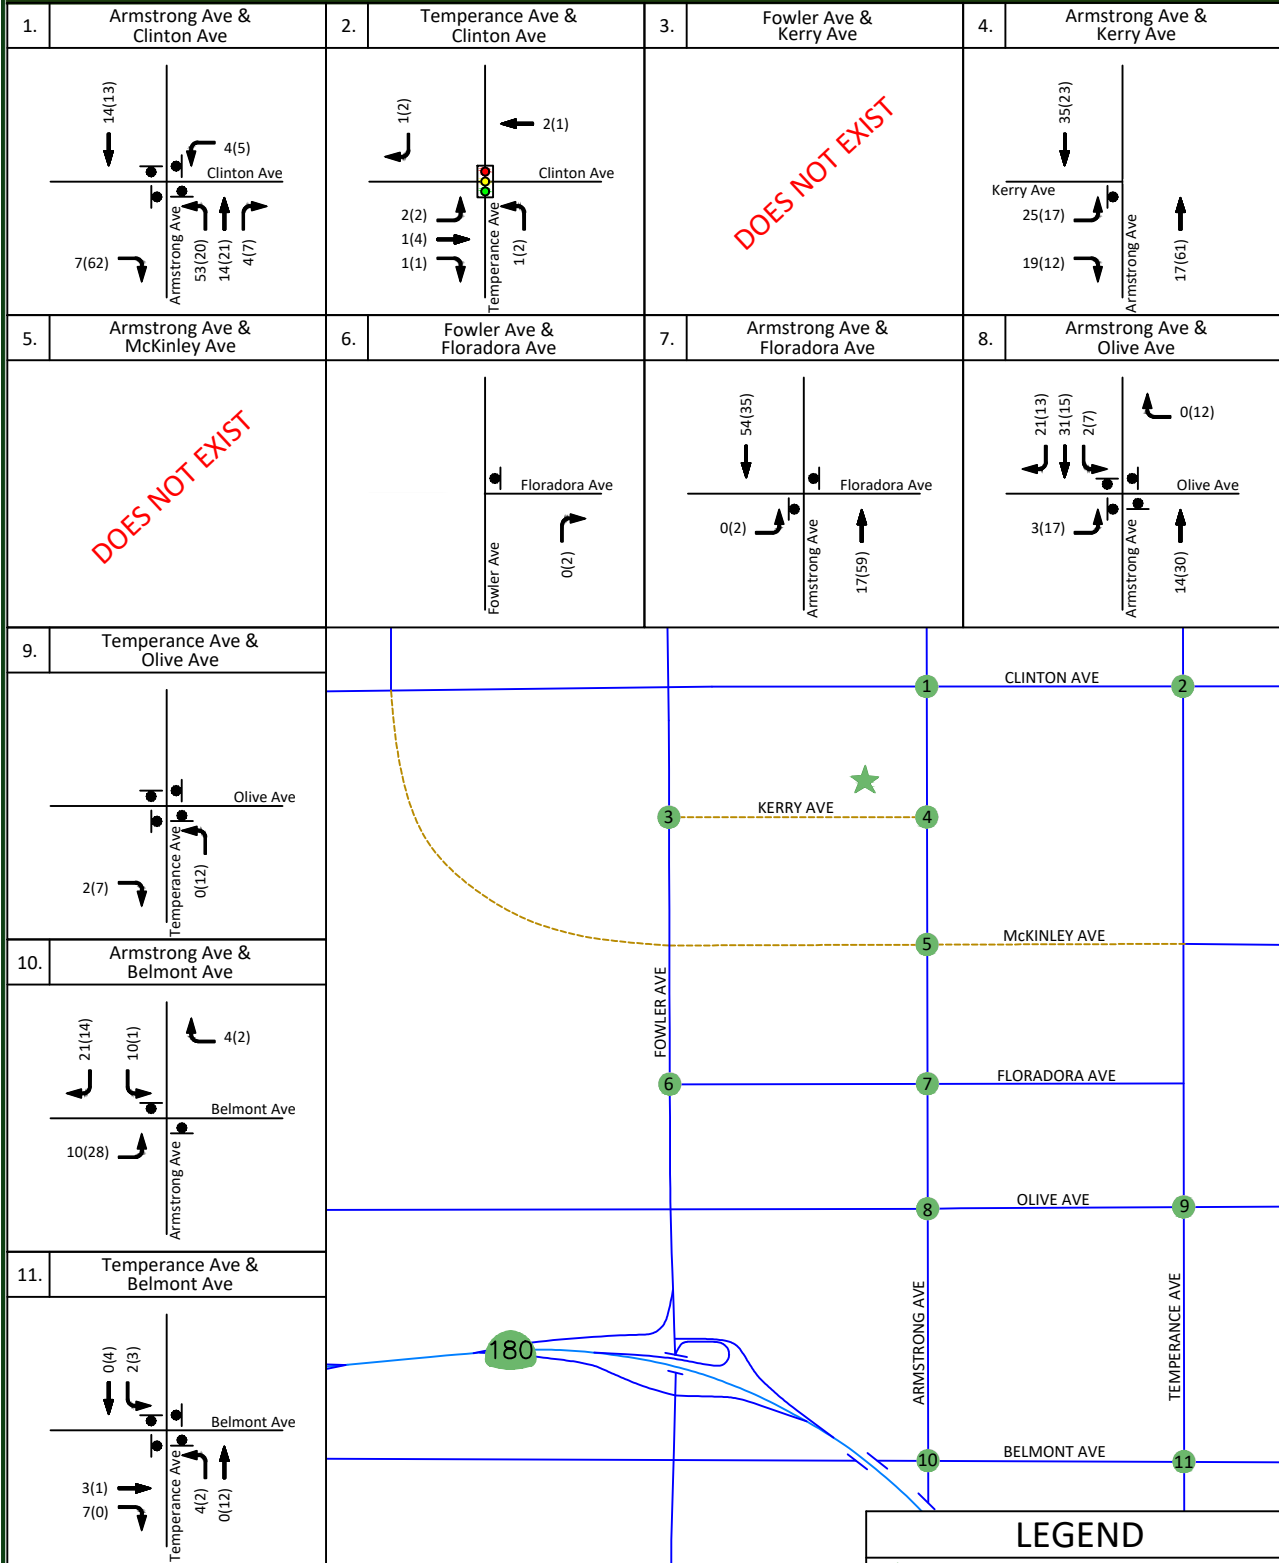 1.
Armstrong Ave &
Clinton Ave
14(13)
4(5)
Clinton Ave
7(62)
Armstrong Ave
53(20)
14(21)
4(7)
2.
Temperance Ave &
Clinton Ave
1(2)
2(1)
Clinton Ave
2(2)
1(4)
1(1)
Temperance Ave
1(2)
3.
Fowler Ave &
Kerry Ave
DOES NOT EXIST
4.
Armstrong Ave &
Kerry Ave
35(23)
Kerry Ave
25(17)
19(12)
Armstrong Ave
17(61)
5.
Armstrong Ave &
McKinley Ave
DOES NOT EXIST
6.
Fowler Ave &
Floradora Ave
Floradora Ave
Fowler Ave
0(2)
7.
Armstrong Ave &
Floradora Ave
54(35)
Floradora Ave
0(2)
Armstrong Ave
17(59)
8.
Armstrong Ave &
Olive Ave
21(13)
31(15)
2(7)
0(12)
Olive Ave
3(17)
Armstrong Ave
14(30)
9.
Temperance Ave &
Olive Ave
Olive Ave
2(7)
Temperance Ave
0(12)
10.
Armstrong Ave &
Belmont Ave
21(14)
10(1)
4(2)
Belmont Ave
10(28)
Armstrong Ave
11.
Temperance Ave &
Belmont Ave
0(4)
2(3)
Belmont Ave
3(1)
7(0)
Temperance Ave
4(2)
0(12)
CLINTON AVE
1
2
KERRY AVE
3
4
McKINLEY AVE
5
FOWLER AVE
FLORADORA AVE
6
7
OLIVE AVE
8
9
ARMSTRONG AVE
TEMPERANCE AVE
180
BELMONT AVE
10
11
LEGEND